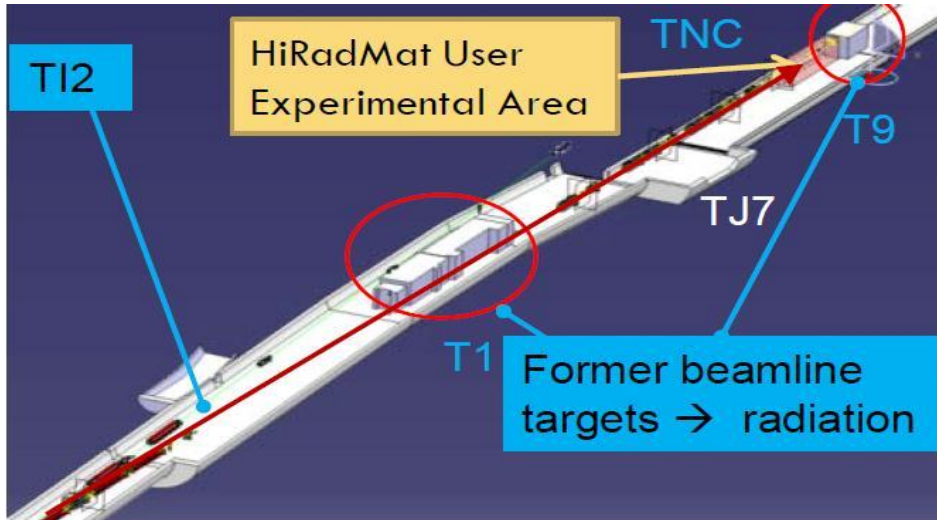 HiRadMat User
Experimental Area
TNC
TI2
T9
TJ7
T1
Former beamline
targets → radiation